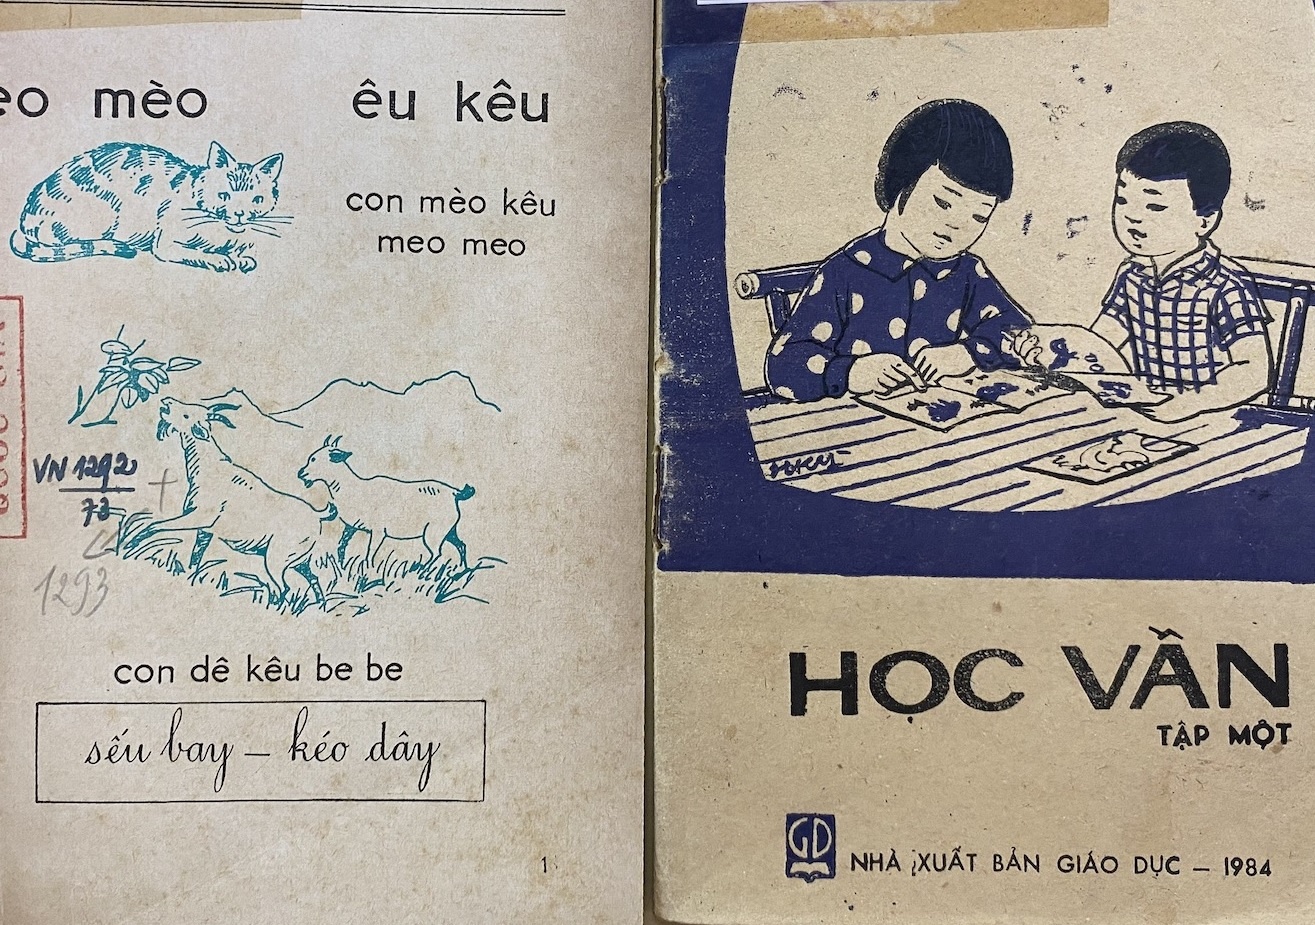 mèo
êu kêu
con mèo kêu
meo meo
VN 1292
73
1293
con dê kêu be be
sếu bay – kéo dây
1
HỌC VẦN
TẬP MỘT
GD
NHÀ XUẤT BẢN GIÁO DỤC – 1984